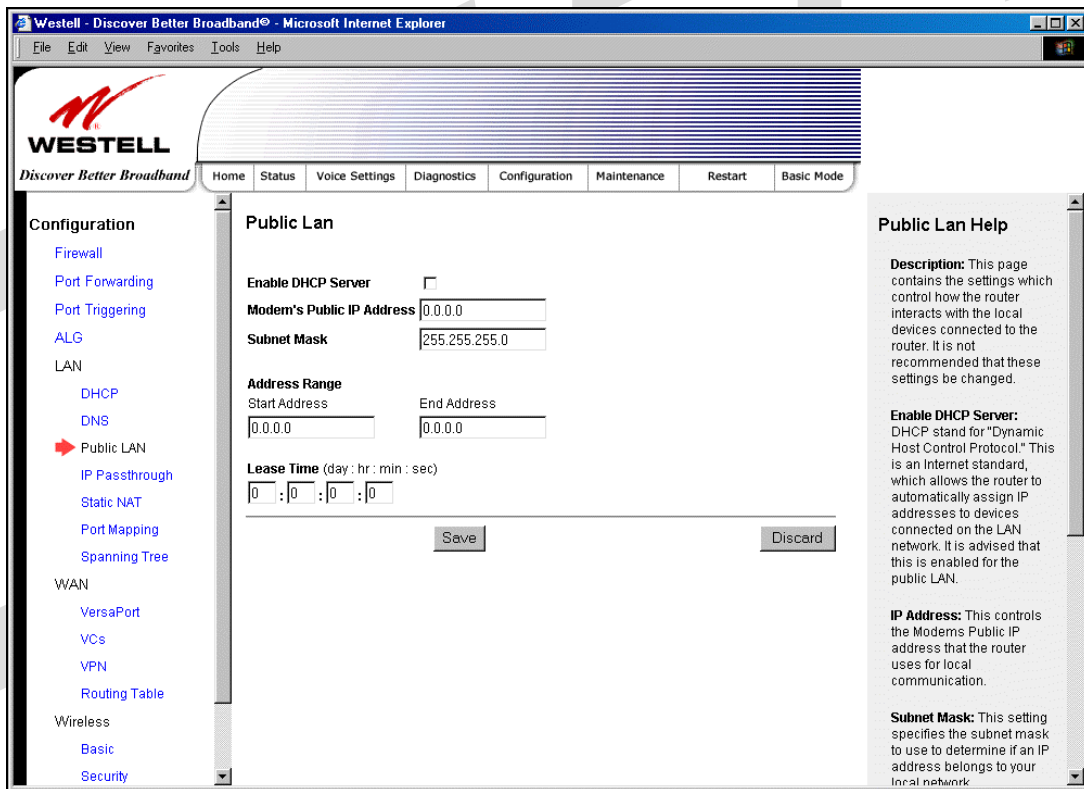 Westell - Discover Better Broadband© - Microsoft Internet Explorer
File Edit View Favorites Tools Help
WESTELL
Discover Better Broadband
Home Status Voice Settings Diagnostics Configuration Maintenance Restart Basic Mode
Configuration
Firewall
Port Forwarding
Port Triggering
ALG
LAN
DHCP
DNS
Public LAN
IP Passthrough
Static NAT
Port Mapping
Spanning Tree
WAN
VersaPort
VCs
VPN
Routing Table
Wireless
Basic
Security
Public Lan
Enable DHCP Server
Modem's Public IP Address 0.0.0.0
Subnet Mask 255.255.255.0
Address Range
Start Address End Address
0.0.0.0 0.0.0.0
Lease Time (day : hr : min : sec)
0 : 0 : 0 : 0
Save Discard
Public Lan Help
Description: This page
contains the settings which
control how the router
interacts with the local
devices connected to the
router. It is not
recommended that these
settings be changed.
Enable DHCP Server:
DHCP stand for "Dynamic
Host Control Protocol." This
is an Internet standard,
which allows the router to
automatically assign IP
addresses to devices
connected on the LAN
network. It is advised that
this is enabled for the
public LAN.
IP Address: This controls
the Modems Public IP
address that the router
uses for local
communication.
Subnet Mask: This setting
specifies the subnet mask
to use to determine if an IP
address belongs to your
local network.